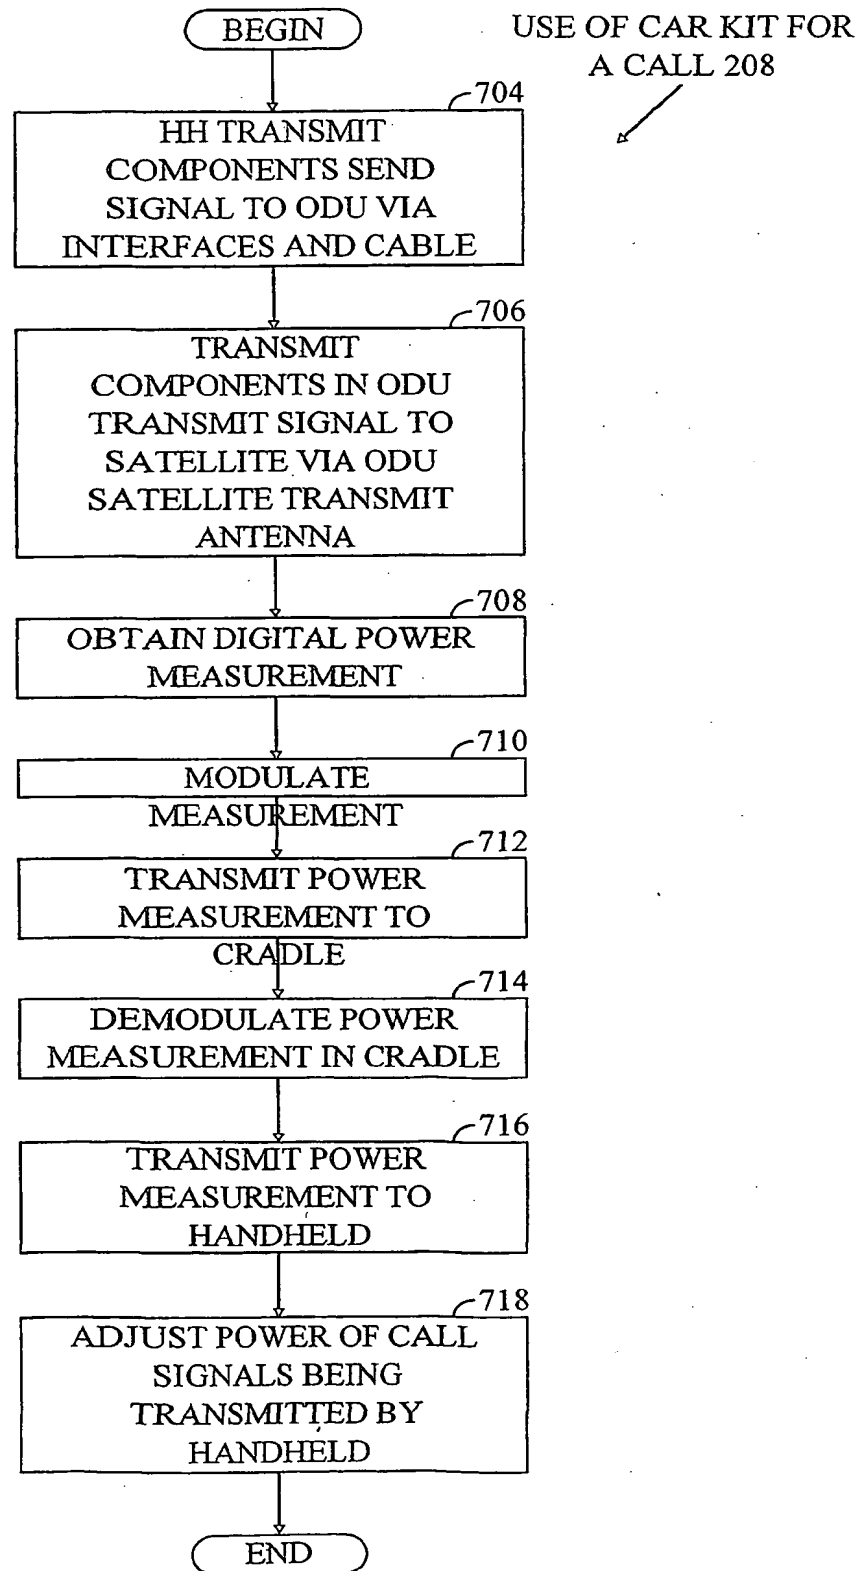 BEGIN
USE OF CAR KIT FOR
A CALL 208
704
HH TRANSMIT
COMPONENTS SEND
SIGNAL TO ODU VIA
INTERFACES AND CABLE
706
TRANSMIT
COMPONENTS IN ODU
TRANSMIT SIGNAL TO
SATELLITE VIA ODU
SATELLITE TRANSMIT
ANTENNA
708
OBTAIN DIGITAL POWER
MEASUREMENT
710
MODULATE
MEASUREMENT
712
TRANSMIT POWER
MEASUREMENT TO
CRADLE
714
DEMODULATE POWER
MEASUREMENT IN CRADLE
716
TRANSMIT POWER
MEASUREMENT TO
HANDHELD
718
ADJUST POWER OF CALL
SIGNALS BEING
TRANSMITTED BY
HANDHELD
END